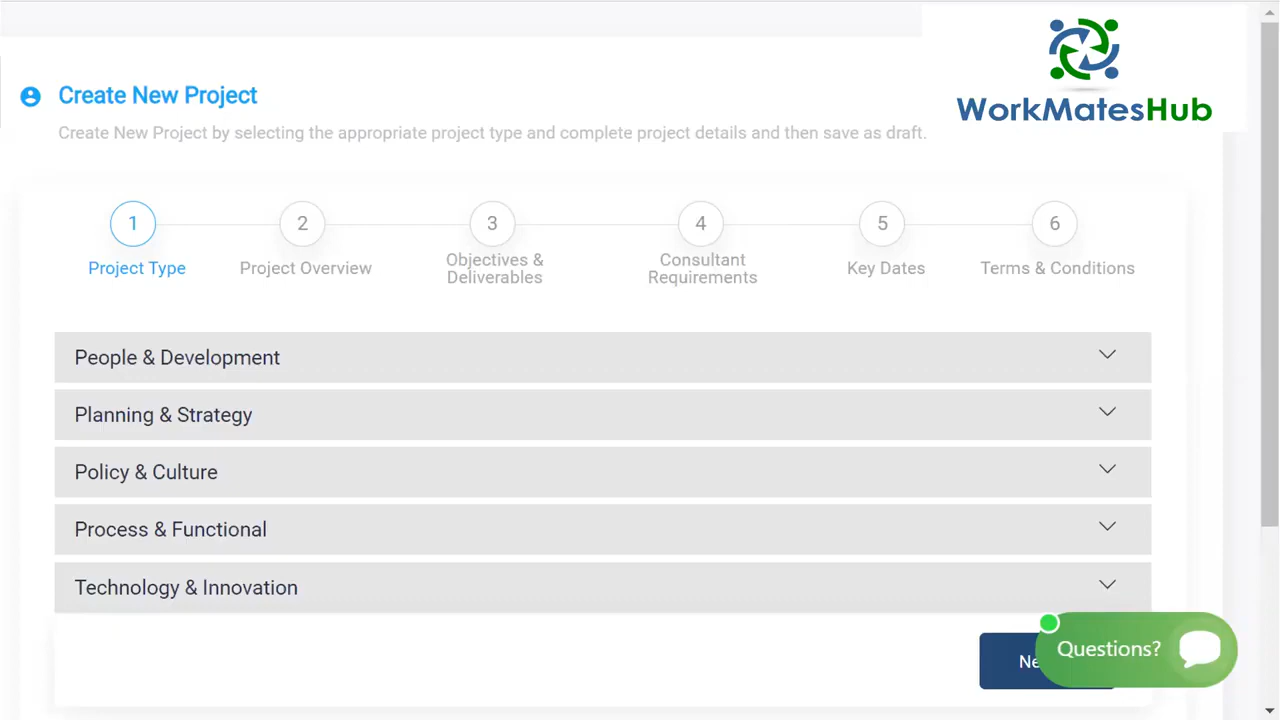 WorkMatesHub
Create New Project
Create New Project by selecting the appropriate project type and complete project details and then save as draft.
1
2
3
4
5
6
Project Type
Project Overview
Objectives &
Deliverables
Consultant
Requirements
Key Dates
Terms & Conditions
People & Development
Planning & Strategy
Policy & Culture
Process & Functional
Technology & Innovation
Questions?